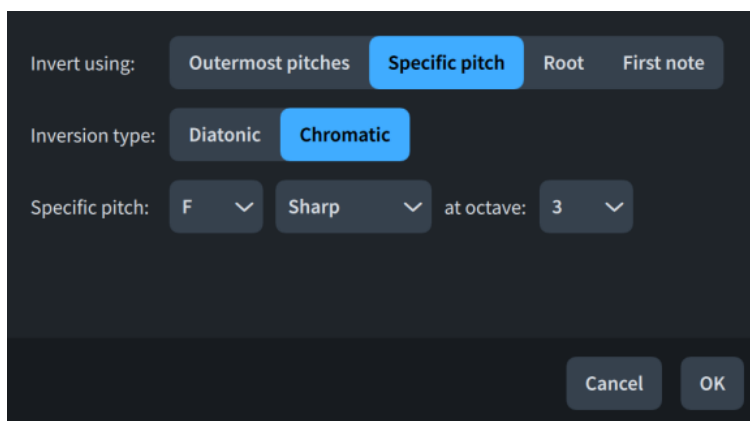 Invert using: Outermost pitches Specific pitch Root First note
Inversion type: Diatonic Chromatic
Specific pitch: F Sharp at octave: 3
Cancel OK